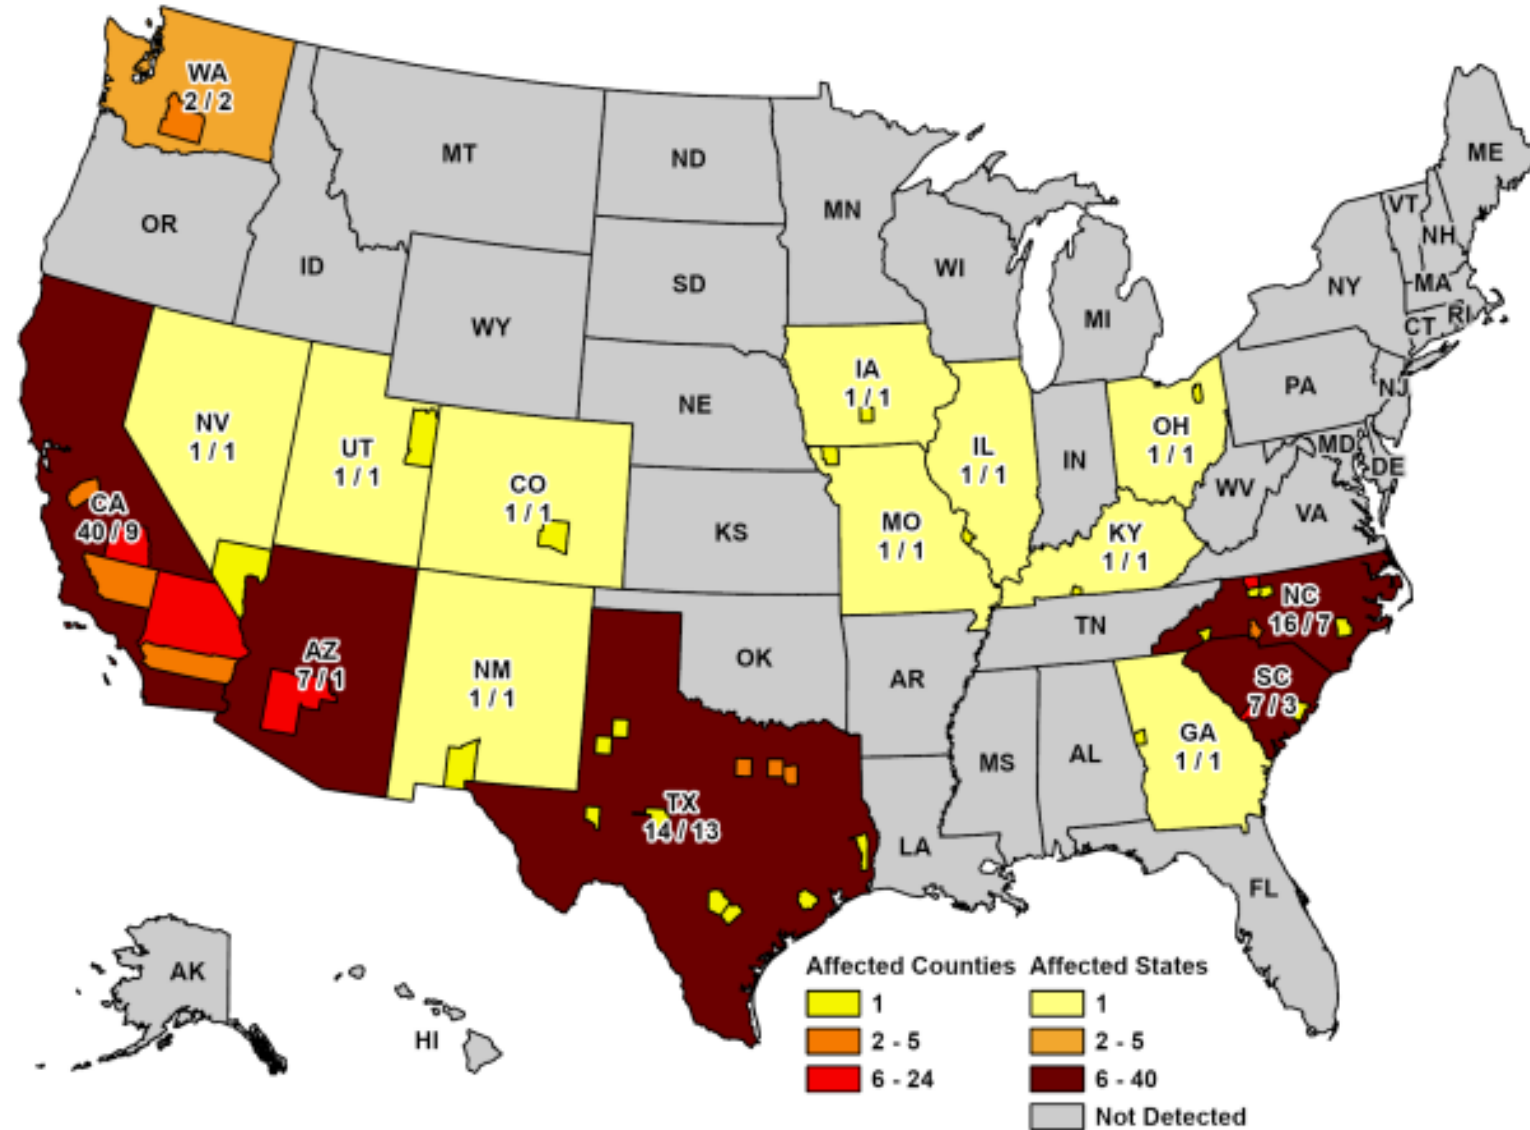 WA
2 / 2
MT
ND
MN
ME
VT
NH
OR
ID
SD
WI
NY
MA
WY
MI
CT
RI
IA
1 / 1
PA
NJ
NV
1 / 1
NE
OH
1 / 1
UT
1 / 1
IL
1 / 1
IN
MD
DE
CO
1 / 1
WV
CA
40 / 9
VA
KS
MO
1 / 1
KY
1 / 1
NC
16 / 7
TN
AZ
7 / 1
NM
1 / 1
OK
AR
SC
7 / 3
GA
1 / 1
MS
AL
TX
14 / 13
LA
FL
AK
HI
Affected Counties
1
2 - 5
6 - 24
Affected States
1
2 - 5
6 - 40
Not Detected